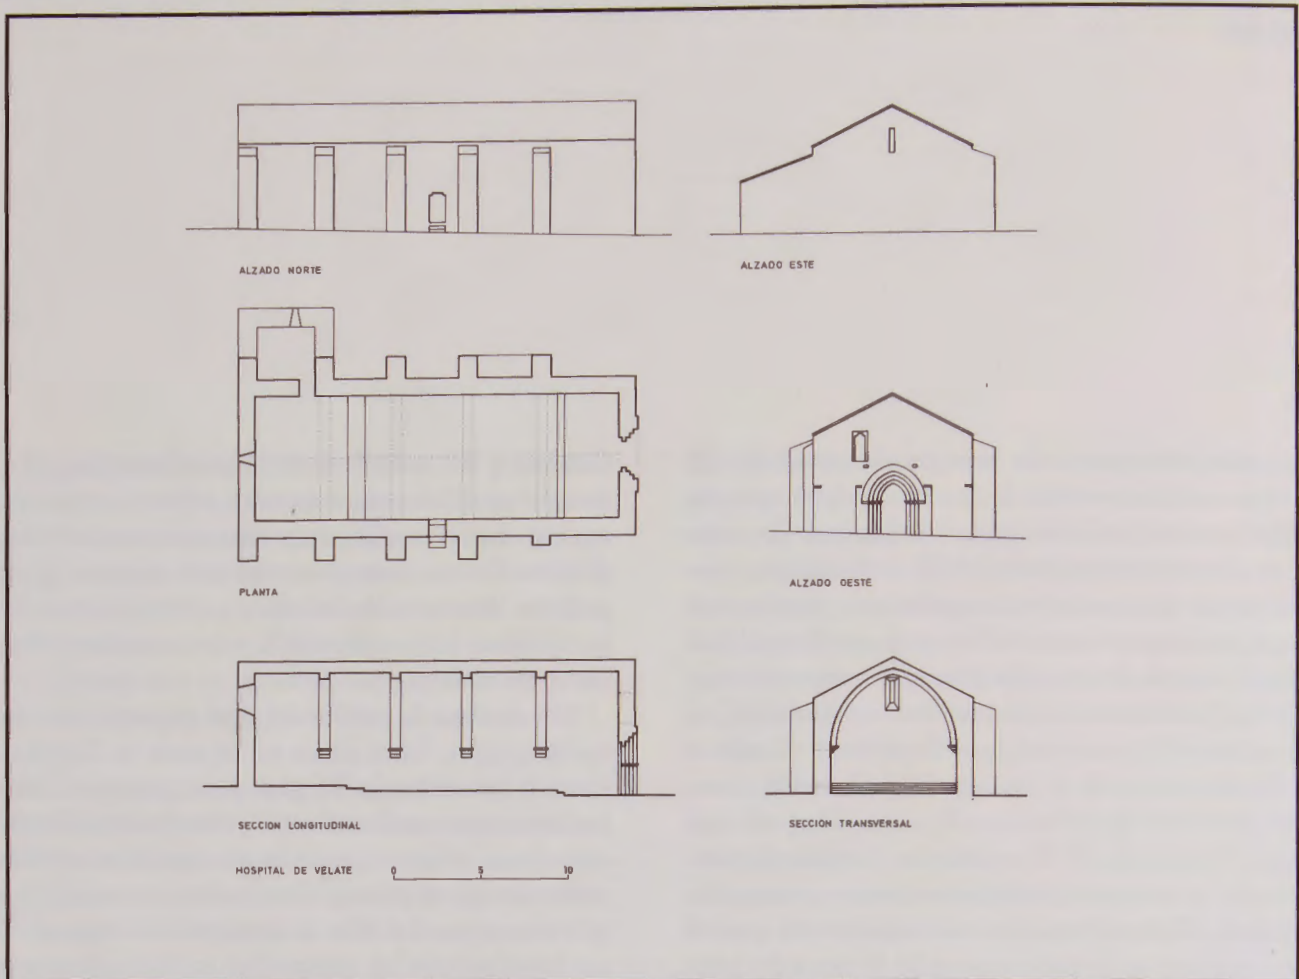 ALZADO NORTE
ALZADO ESTE
PLANTA
ALZADO OESTE
SECCION LONGITUDINAL
SECCION TRANSVERSAL
HOSPITAL DE VELATE 0 5 10